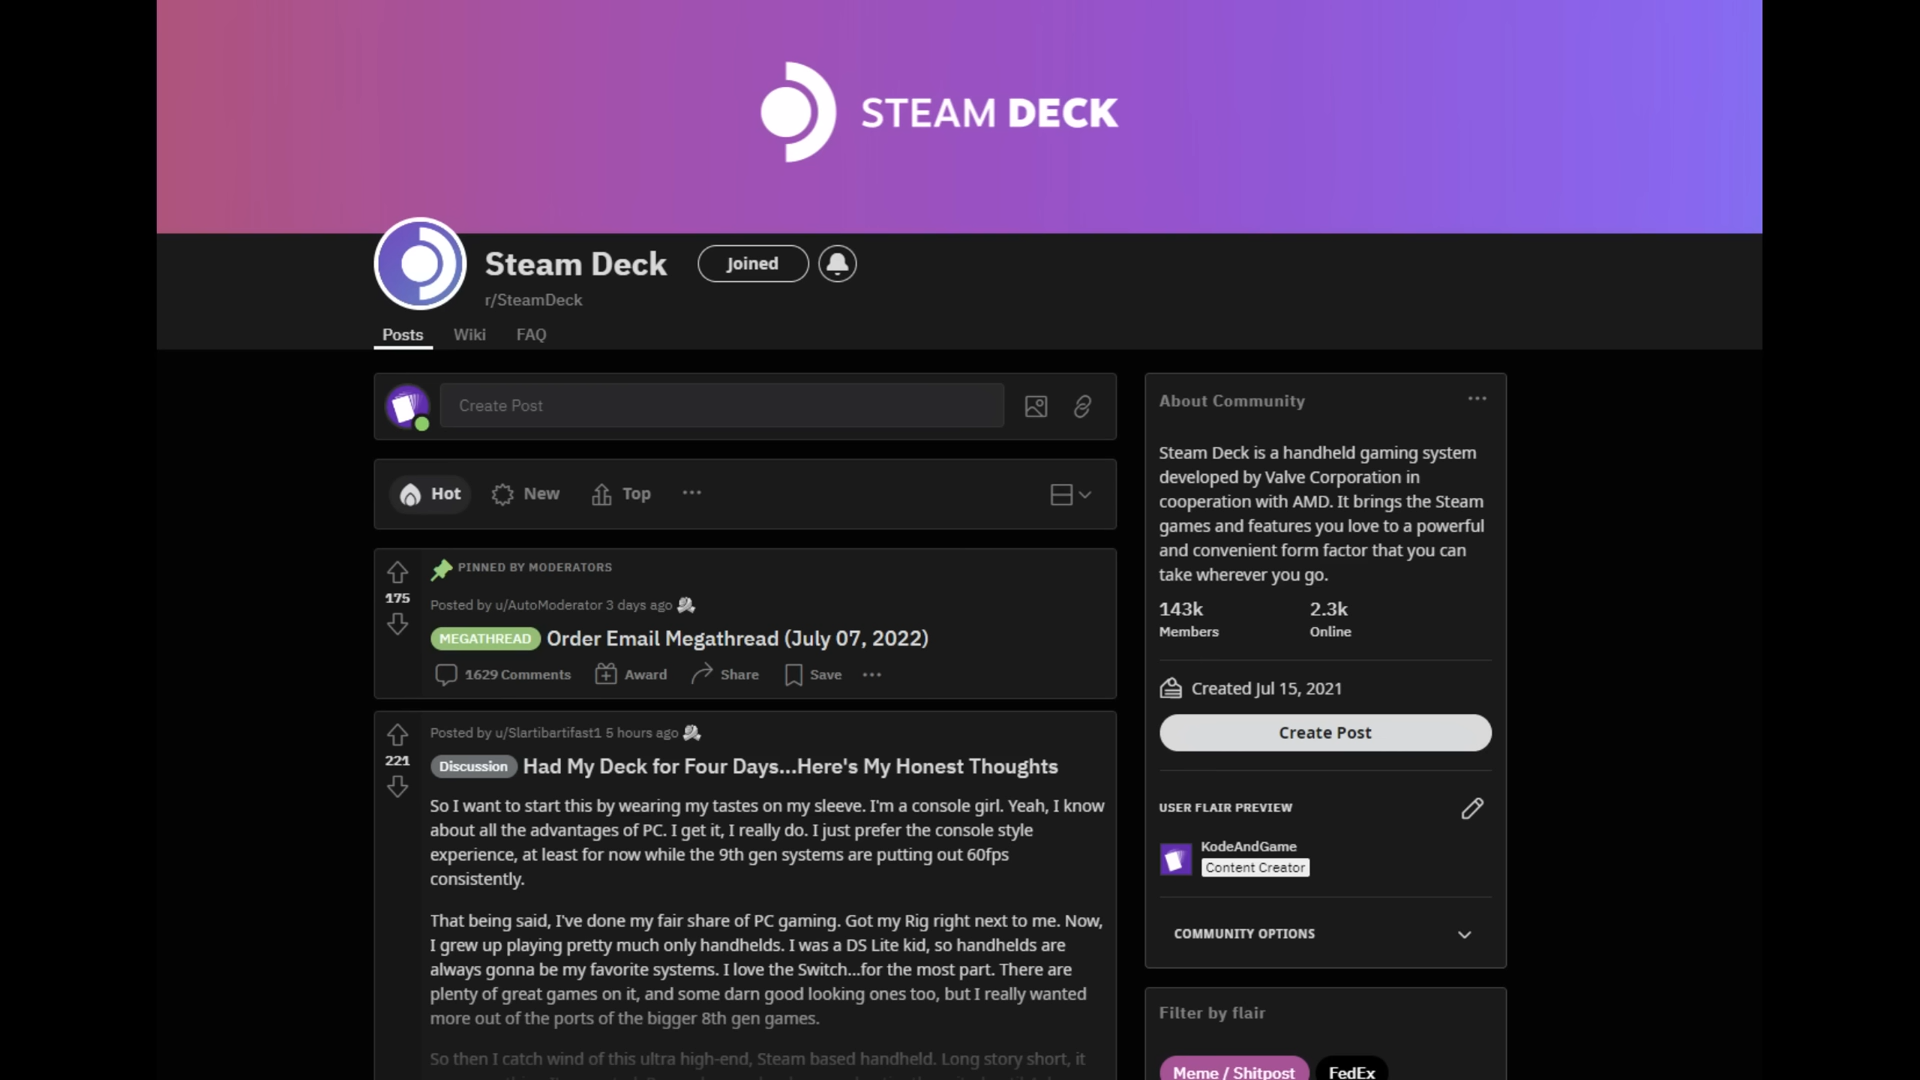 STEAM DECK
Steam Deck
Joined
r/SteamDeck
Posts
Wiki
FAQ
Create Post
Hot
New
Top
175
PINNED BY MODERATORS
Posted by u/AutoModerator 3 days ago
MEGATHREAD Order Email Megathread (July 07, 2022)
1629 Comments
Award
Share
Save
221
Posted by u/Slartibartifast1 5 hours ago
Discussion Had My Deck for Four Days...Here's My Honest Thoughts
So I want to start this by wearing my tastes on my sleeve. I'm a console girl. Yeah, I know
about all the advantages of PC. I get it, I really do. I just prefer the console style
experience, at least for now while the 9th gen systems are putting out 60fps
consistently.
That being said, I've done my fair share of PC gaming. Got my Rig right next to me. Now,
I grew up playing pretty much only handhelds. I was a DS Lite kid, so handhelds are
always gonna be my favorite systems. I love the Switch...for the most part. There are
plenty of great games on it, and some darn good looking ones too, but I really wanted
more out of the ports of the bigger 8th gen games.
So then I catch wind of this ultra high-end, Steam based handheld. Long story short, it
About Community
Steam Deck is a handheld gaming system
developed by Valve Corporation in
cooperation with AMD. It brings the Steam
games and features you love to a powerful
and convenient form factor that you can
take wherever you go.
143k
Members
2.3k
Online
Created Jul 15, 2021
Create Post
USER FLAIR PREVIEW
KodeAndGame
Content Creator
COMMUNITY OPTIONS
Filter by flair
Meme / Shitpost
FedEx